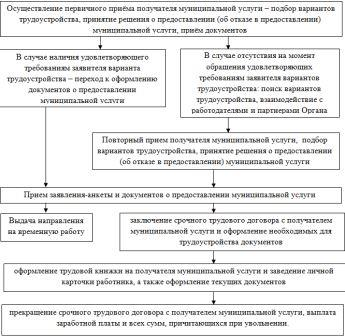 Осуществление первичного приёма получателя муниципальной услуги – подбор вариантов
трудоустройства, принятие решения о предоставлении (об отказе в предоставлении)
муниципальной услуги, приём документов
В случае наличия удовлетворяющего
требованиям заявителя варианта
трудоустройства – переход к оформлению
документов о предоставлении
муниципальной услуги
В случае отсутствия на момент
обращения удовлетворяющих
требованиям заявителя вариантов
трудоустройства: поиск вариантов
трудоустройства, взаимодействие с
работодателями и партнерами Органа
Повторный прием получателя муниципальной услуги, подбор
вариантов трудоустройства, принятие решения о предоставлении
(об отказе в предоставлении) муниципальной услуги
Прием заявления-анкеты и документов о предоставлении муниципальной услуги
Выдача направления
на временную работу
заключение срочного трудового договора с получателем
муниципальной услуги и оформление необходимых для
трудоустройства документов
оформление трудовой книжки на получателя муниципальной услуги и заведение личной
карточки работника, а также оформление текущих документов
прекращение срочного трудового договора с получателем муниципальной услуги, выплата
заработной платы и всех сумм, причитающихся при увольнении.